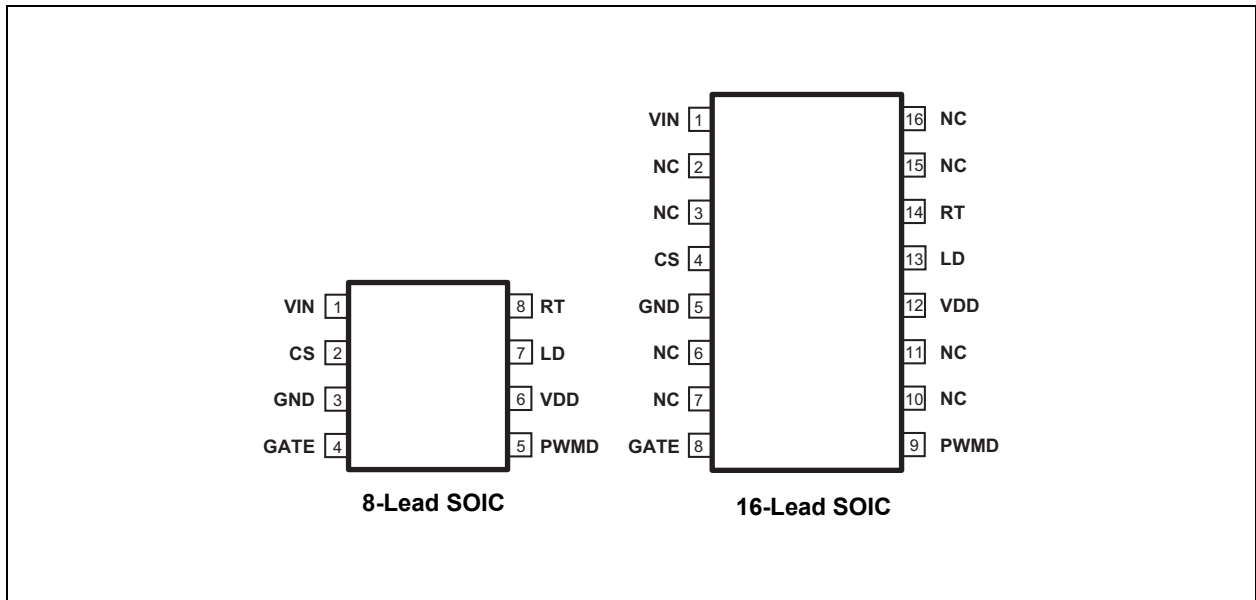 VIN 1
CS 2
GND 3
GATE 4
8 RT
7 LD
6 VDD
5 PWMD
8-Lead SOIC
VIN 1
NC 2
NC 3
CS 4
GND 5
NC 6
NC 7
GATE 8
16 NC
15 NC
14 RT
13 LD
12 VDD
11 NC
10 NC
9 PWMD
16-Lead SOIC